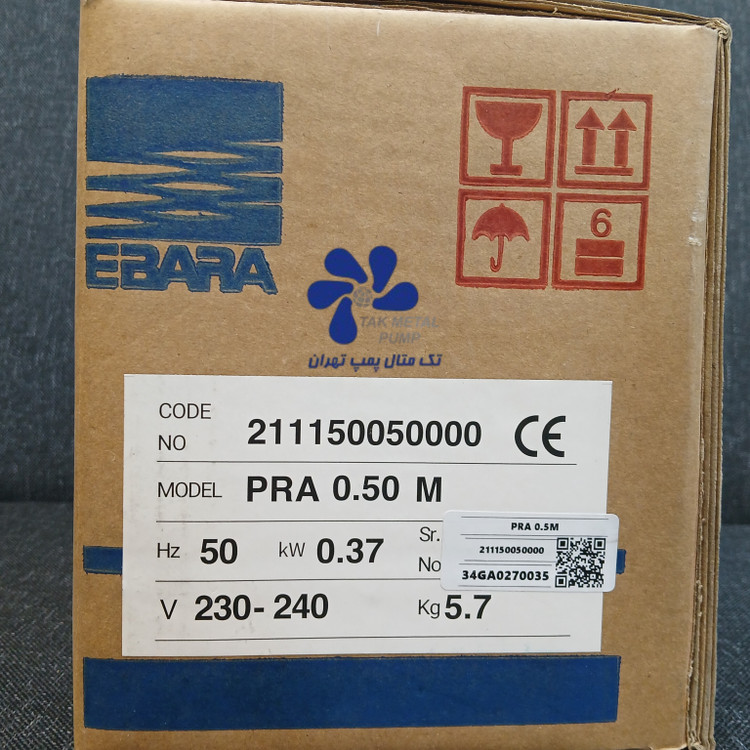 6
EBARA
TAK-METAL
PUMP
تک متال پمپ تهران
CODE
NO 211150050000 CE
MODEL PRA 0.50 M
Hz 50 kW 0.37 Sr.
No
V 230-240 Kg 5.7
PRA 0.5M
211150050000
34GA0270035